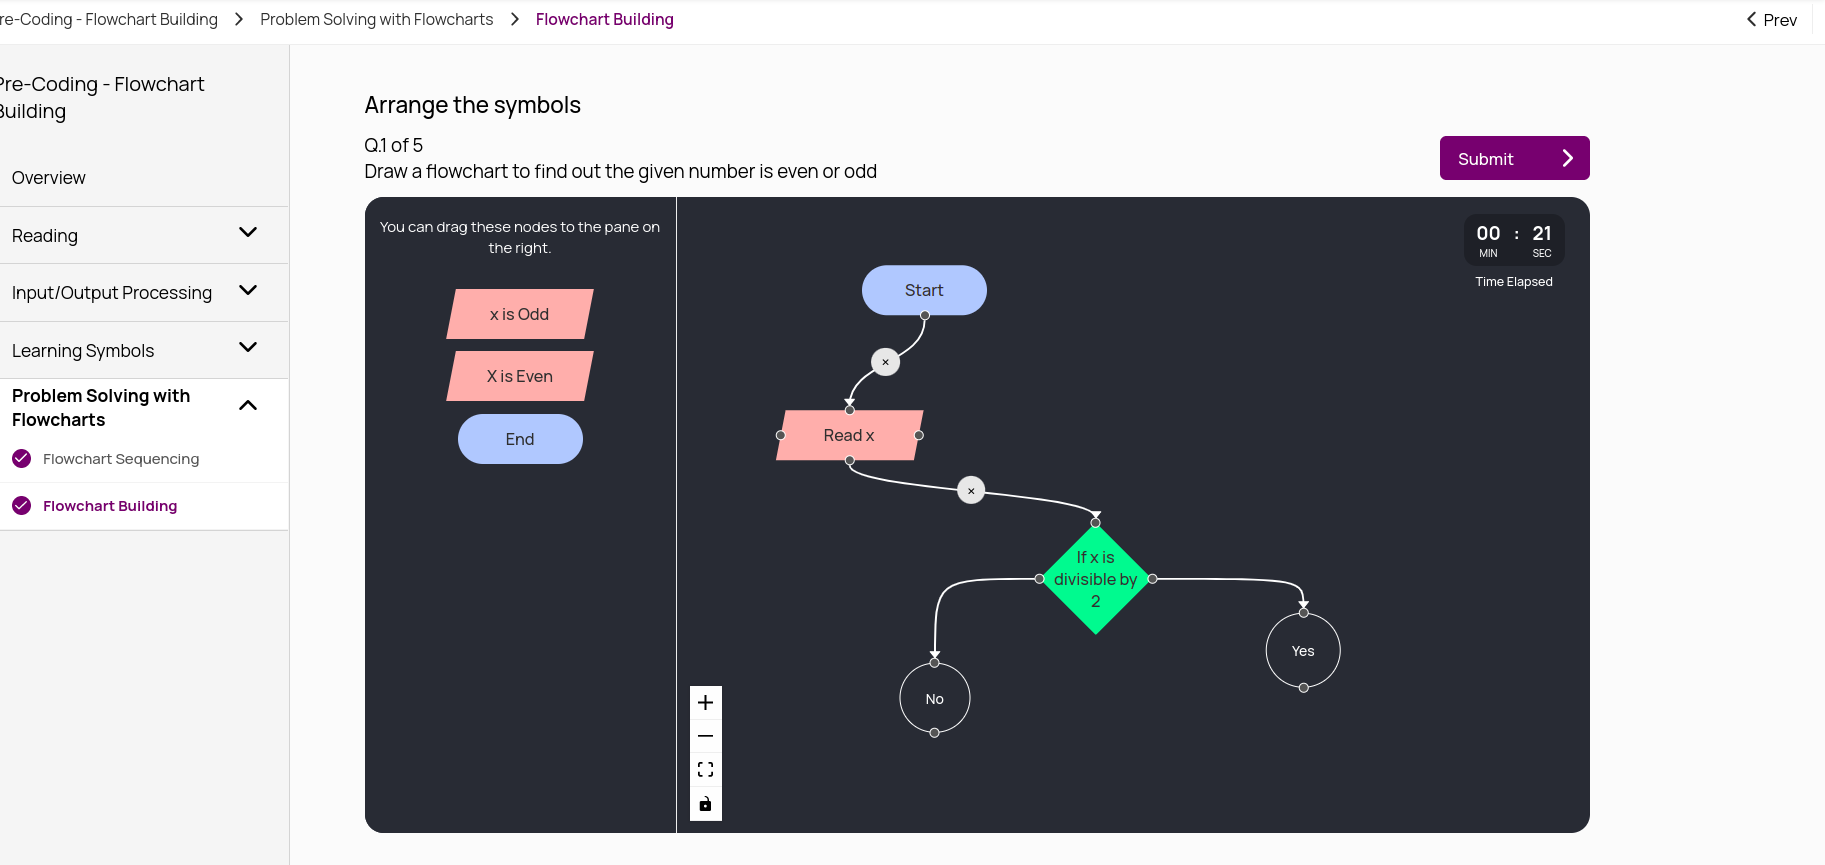 re-Coding - Flowchart Building > Problem Solving with Flowcharts > Flowchart Building
Prev
Pre-Coding - Flowchart
Building
Overview
Reading
Input/Output Processing
Learning Symbols
Problem Solving with
Flowcharts
Flowchart Sequencing
Flowchart Building
Arrange the symbols
Q.1 of 5
Draw a flowchart to find out the given number is even or odd
Submit
You can drag these nodes to the pane on
the right.
x is Odd
X is Even
End
00 : 21
MIN SEC
Time Elapsed
Start
×
Read x
×
If x is
divisible by
2
No
Yes